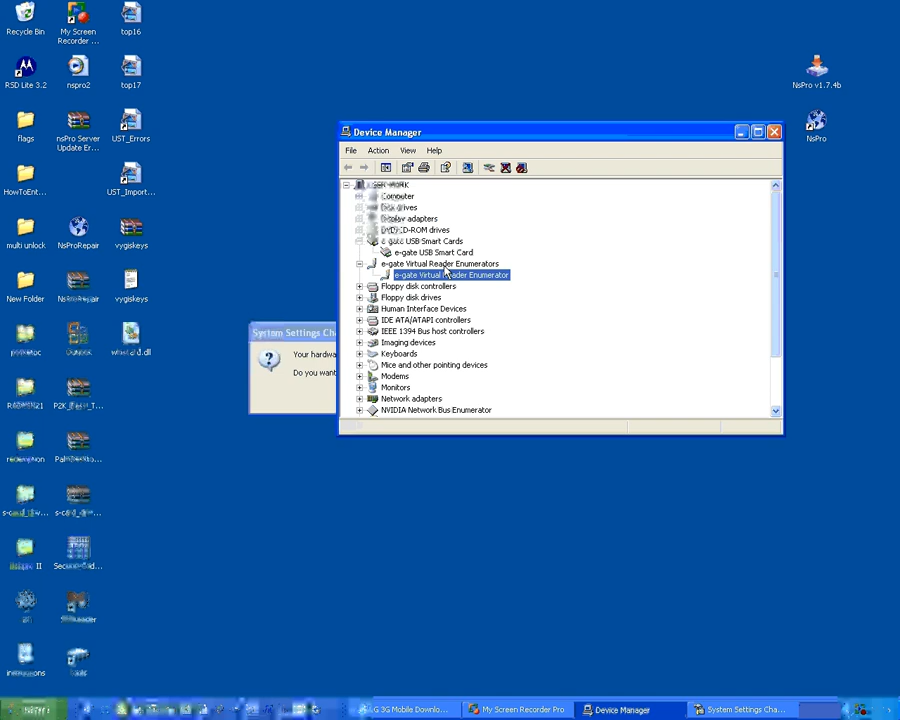 Recycle Bin
My Screen
Recorder ...
top16
RSD Lite 3.2
nspro2
top17
NsPro v1.7.4b
flags
nsPro Server
Update Er...
UST_Errors
NsPro
HowToEnt...
UST_Import...
multi unlock
NsProRepair
vygiskeys
New Folder
vygiskeys
Device Manager
File Action View Help
Computer
Disk drives
Display adapters
DVD/CD-ROM drives
e-gate USB Smart Cards
e-gate USB Smart Card
e-gate Virtual Reader Enumerators
e-gate Virtual Reader Enumerator
Floppy disk controllers
Floppy disk drives
Human Interface Devices
IDE ATA/ATAPI controllers
IEEE 1394 Bus host controllers
Imaging devices
Keyboards
Mice and other pointing devices
Modems
Monitors
Network adapters
NVIDIA Network Bus Enumerator
System Settings Cha
Your hardwa
Do you want
G 3G Mobile Downlo...
My Screen Recorder Pro
Device Manager
System Settings Cha...